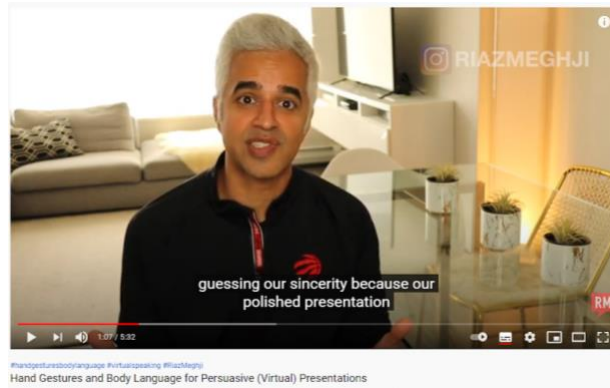 RIAZMEGHJI
guessing our sincerity because our
polished presentation
1:07 / 5:32
RM
#handgesturesbodylanguage #virtualspeaking #RiazMeghji
Hand Gestures and Body Language for Persuasive (Virtual) Presentations